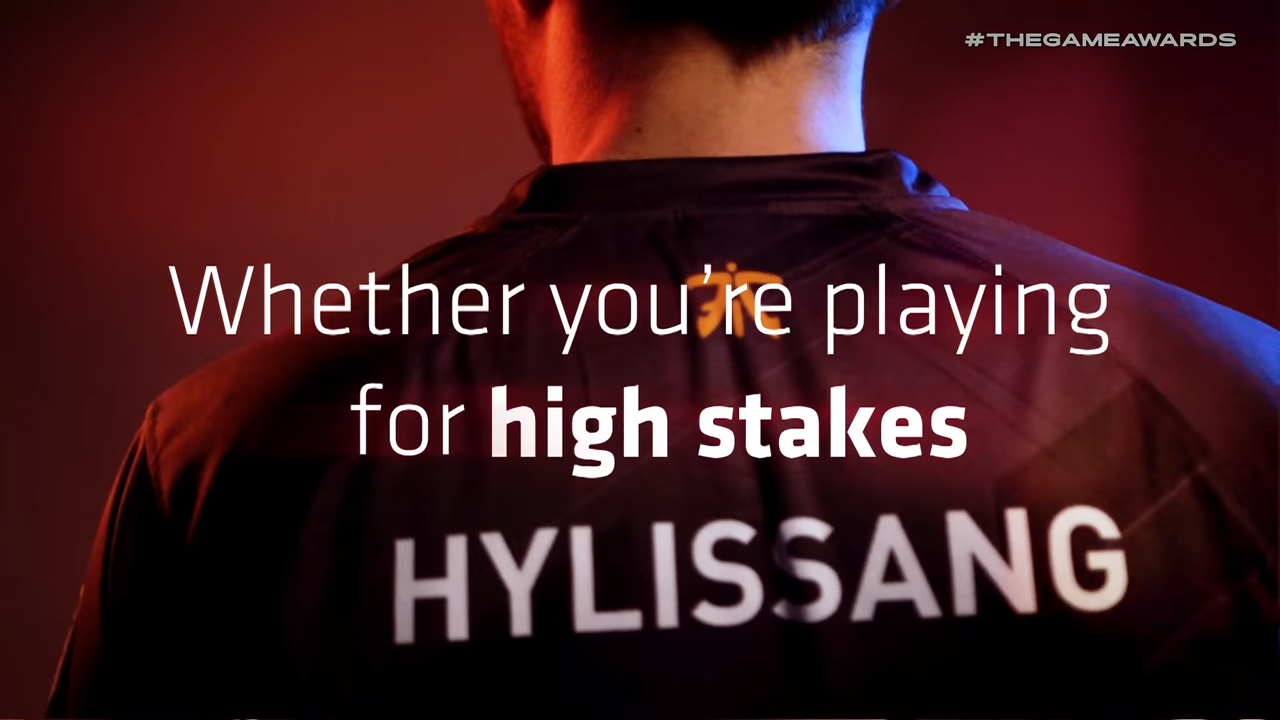 #THEGAMEAWARDS
Whether you’re playing
for high stakes
HYLISSANG